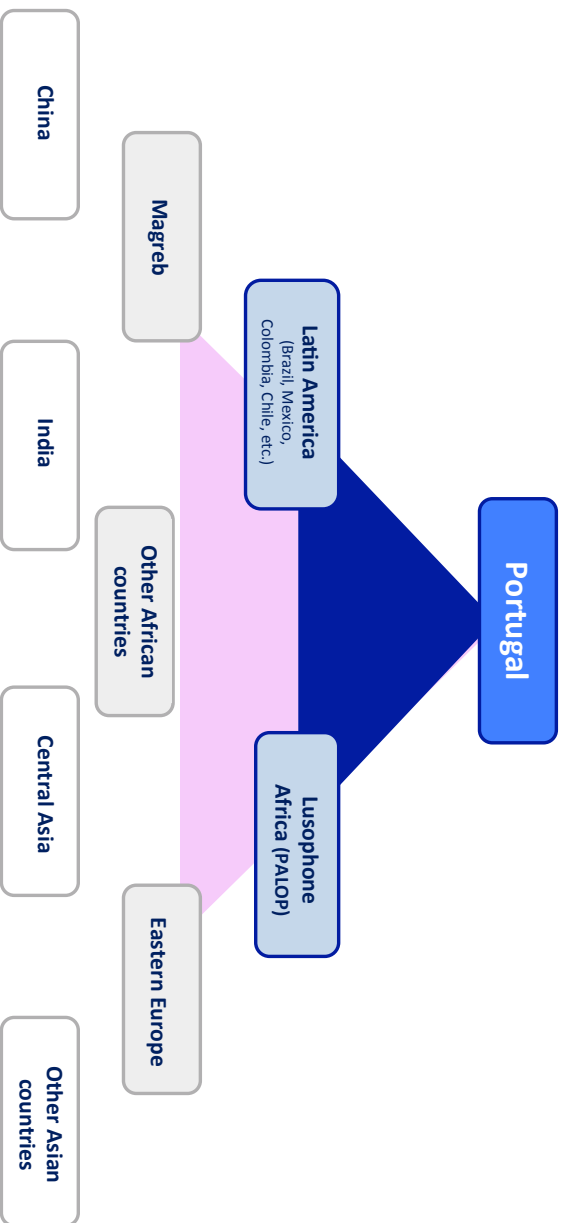 Portugal
Latin America
(Brazil, Mexico,
Colombia, Chile, etc.)
Lusophone
Africa (PALOP)
Magreb
Other African
countries
Eastern Europe
China
India
Central Asia
Other Asian
countries